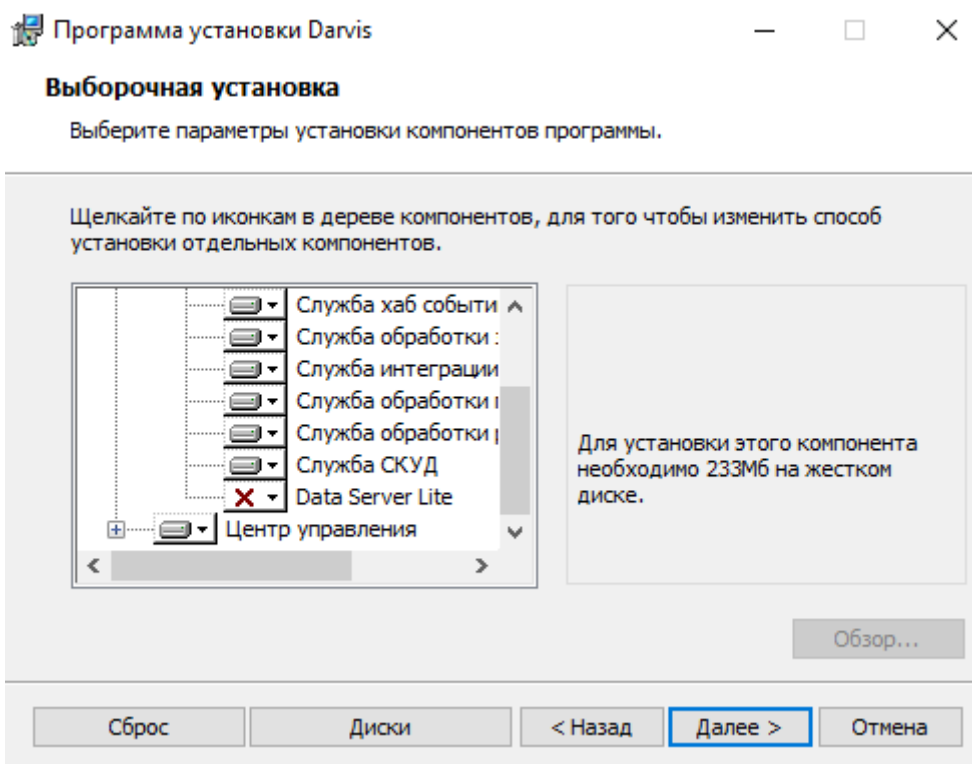 Программа установки Darvis
Выборочная установка
Выберите параметры установки компонентов программы.
Щелкайте по иконкам в дереве компонентов, для того чтобы изменить способ
установки отдельных компонентов.
Служба хаб событи
Служба обработки
Служба интеграции
Служба обработки
Служба обработки
Служба СКУД
Data Server Lite
Центр управления
Для установки этого компонента
необходимо 233Мб на жестком
диске.
Обзор...
Сброс
Диски
< Назад
Далее >
Отмена